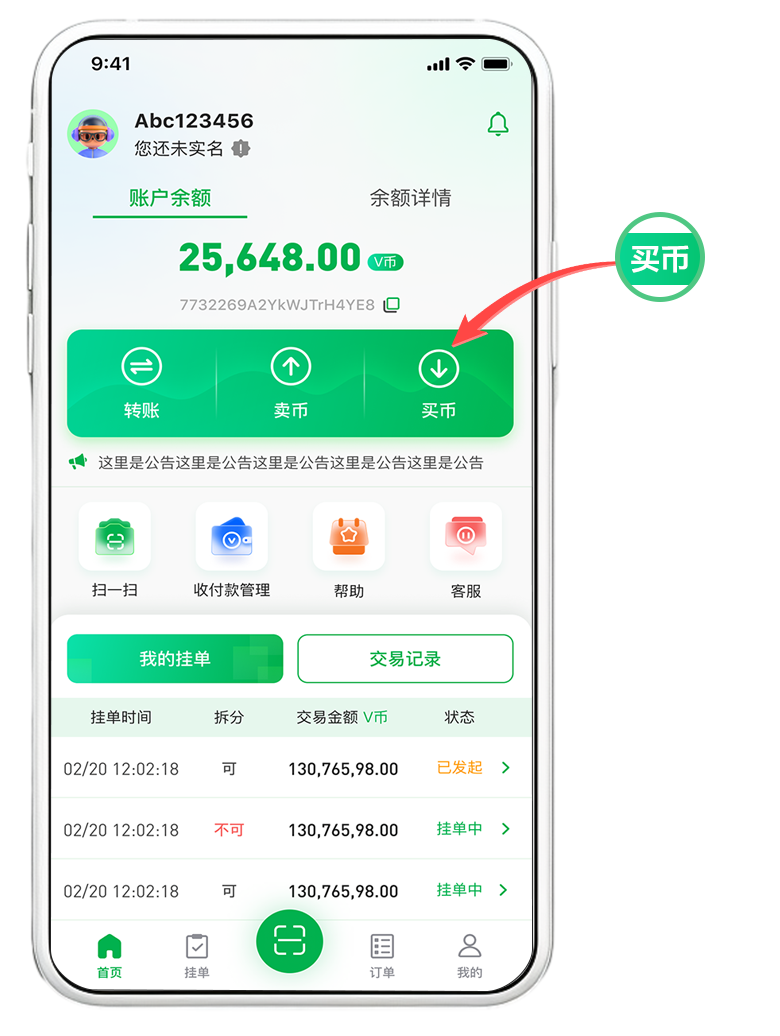 9:41
Abc123456
您还未实名
账户余额 余额详情
25,648.00 V币
7732269A2YkWJTrH4YE8
买币
转账 卖币 买币
这里是公告这里是公告这里是公告这里是公告这里是公告
扫一扫 收付款管理 帮助 客服
我的挂单 交易记录
挂单时间 拆分 交易金额 V币 状态
02/20 12:02:18 可 130,765,98.00 已发起
02/20 12:02:18 不可 130,765,98.00 挂单中
02/20 12:02:18 可 130,765,98.00 挂单中
首页 挂单 订单 我的